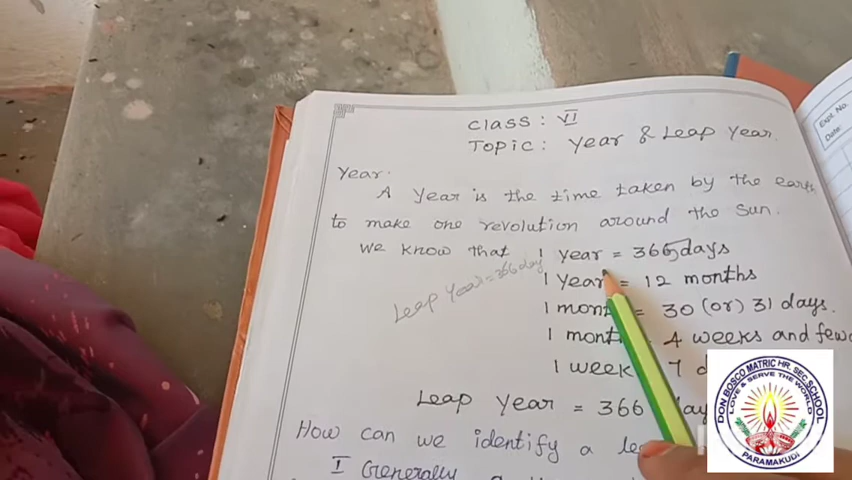 Class: VI
Topic: Year & Leap Year.
Expt. No.
Date:
Year.
A Year is the time taken by the earth
to make one revolution around the Sun.
We know that 1 year = 365 days
Leap Year = 366 day
1 Year = 12 months
1 = 30 (or) 31 days.
1 4 weeks and few
1 week 7
Leap Year = 366
How can we identify a
I Generally
DON BOSCO MATRIC HR. SEC SCHOOL
LOVE & SERVE THE WORLD
PARAMAKUDI